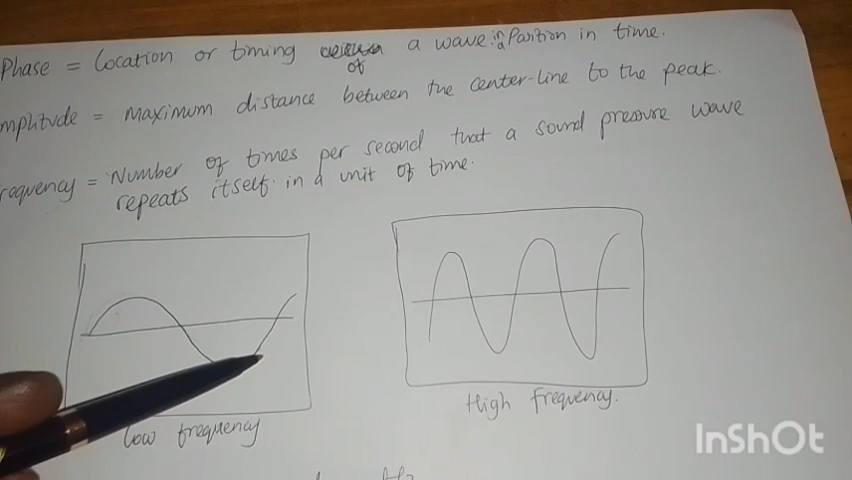 Phase = Location or timing of a wave in a Position in time.
mplitude = Maximum distance between the center-line to the peak.
requency = Number of times per second that a sound pressure wave
repeats itself in a unit of time.
Low frequency
High frequency.
InShOt